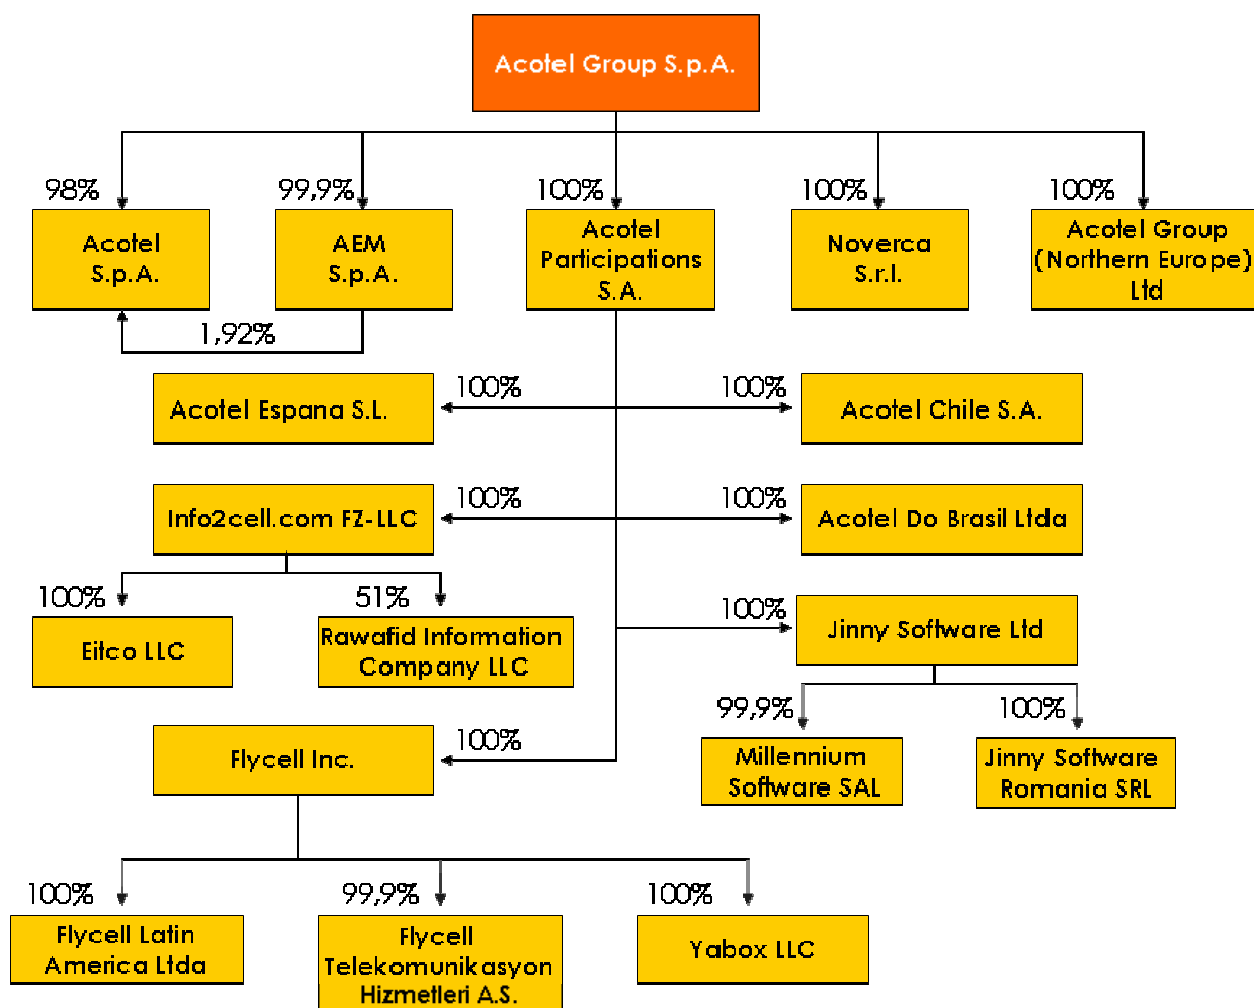 Acotel Group S.p.A.
98%
99,9%
100%
100%
100%
Acotel
S.p.A.
AEM
S.p.A.
Acotel
Participations
S.A.
Noverca
S.r.l.
Acotel Group
(Northern Europe)
Ltd
1,92%
100%
100%
Acotel Espana S.L.
Acotel Chile S.A.
100%
100%
Info2cell.com FZ-LLC
Acotel Do Brasil Ltda
100%
51%
100%
Eitco LLC
Rawafid Information
Company LLC
Jinny Software Ltd
99,9%
100%
100%
Flycell Inc.
Millennium
Software SAL
Jinny Software
Romania SRL
100%
99,9%
100%
Flycell Latin
America Ltda
Flycell
Telekomunikasyon
Hizmetleri A.S.
Yabox LLC